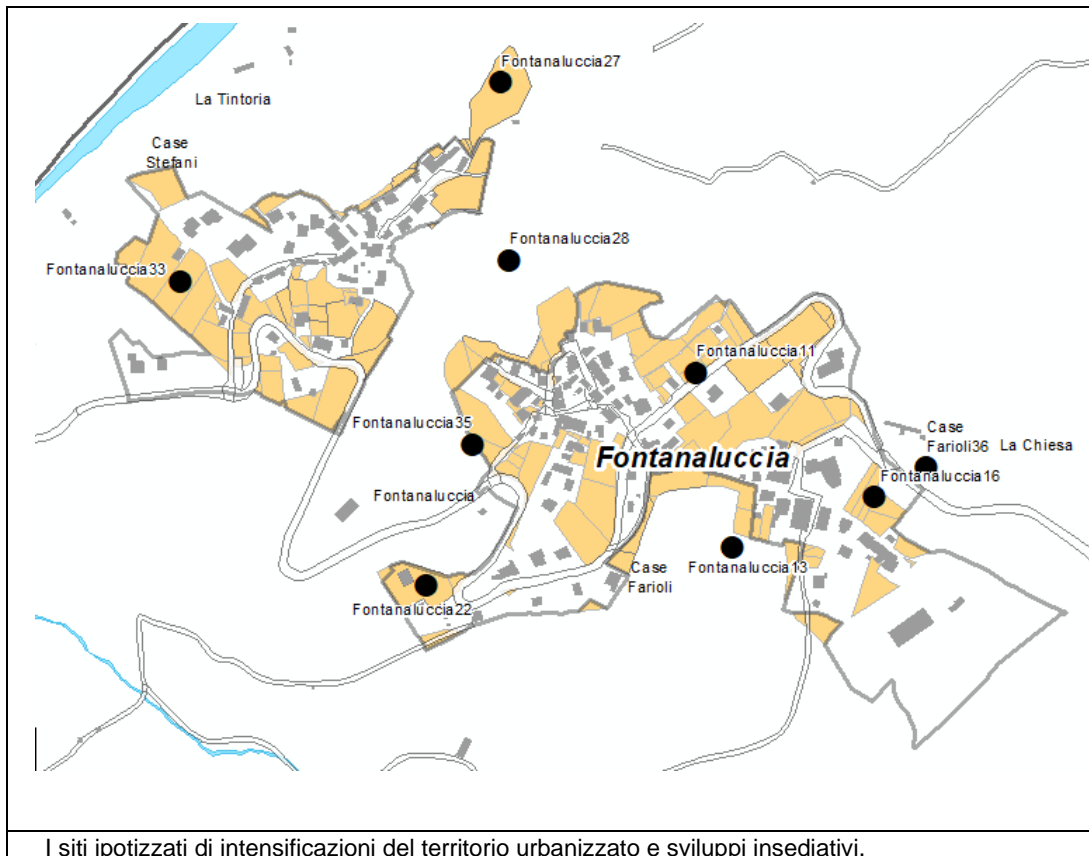 Fontanaluccia27
La Tintoria
Case
Stefani
Fontanaluccia28
Fontanaluccia33
Fontanaluccia11
Fontanaluccia35
Case
Farioli36
La Chiesa
Fontanaluccia
Fontanaluccia16
Fontanaluccia
Case
Farioli
Fontanaluccia13
Fontanaluccia22
I siti ipotizzati di intensificazioni del territorio urbanizzato e sviluppi insediativi.